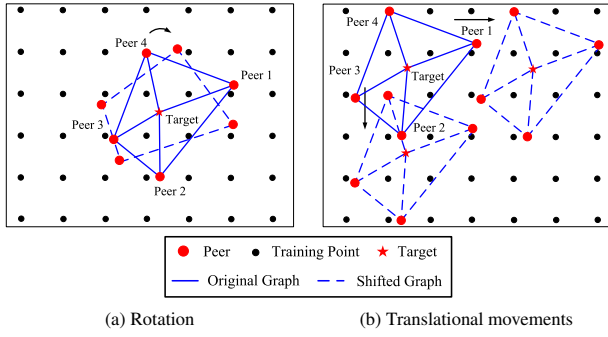 Peer 4
Peer 1
Target
Peer 3
Peer 2
Peer 4
Peer 1
Peer 3
Target
Peer 2
Peer
Training Point
Target
Original Graph
Shifted Graph
(a) Rotation
(b) Translational movements